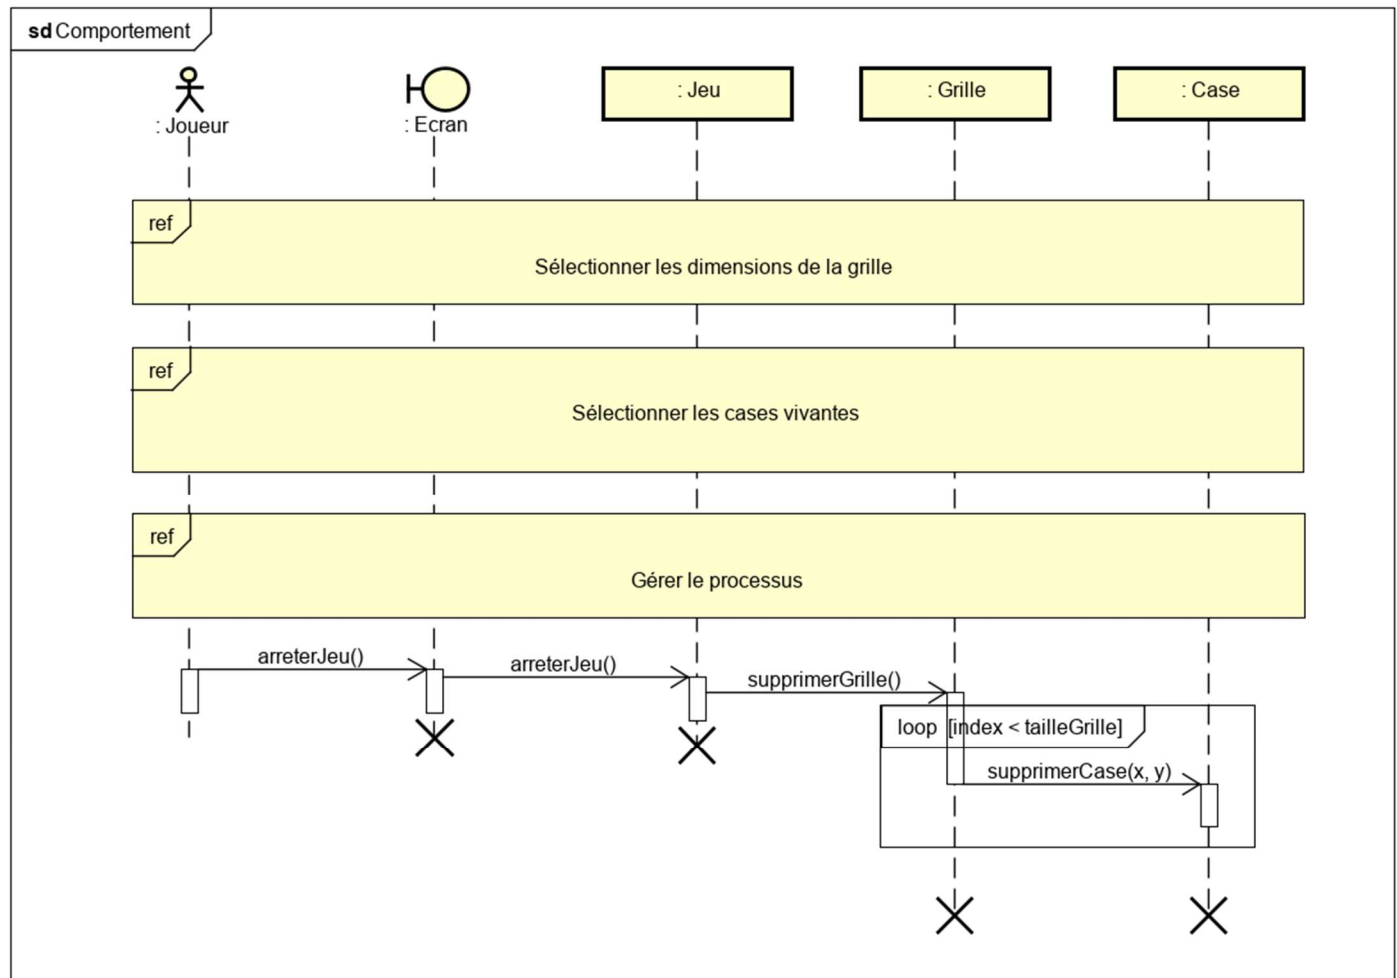 sd Comportement
: Joueur
: Ecran
: Jeu
: Grille
: Case
ref
Sélectionner les dimensions de la grille
ref
Sélectionner les cases vivantes
ref
Gérer le processus
arreterJeu()
arreterJeu()
supprimerGrille()
loop [index < tailleGrille]
supprimerCase(x, y)